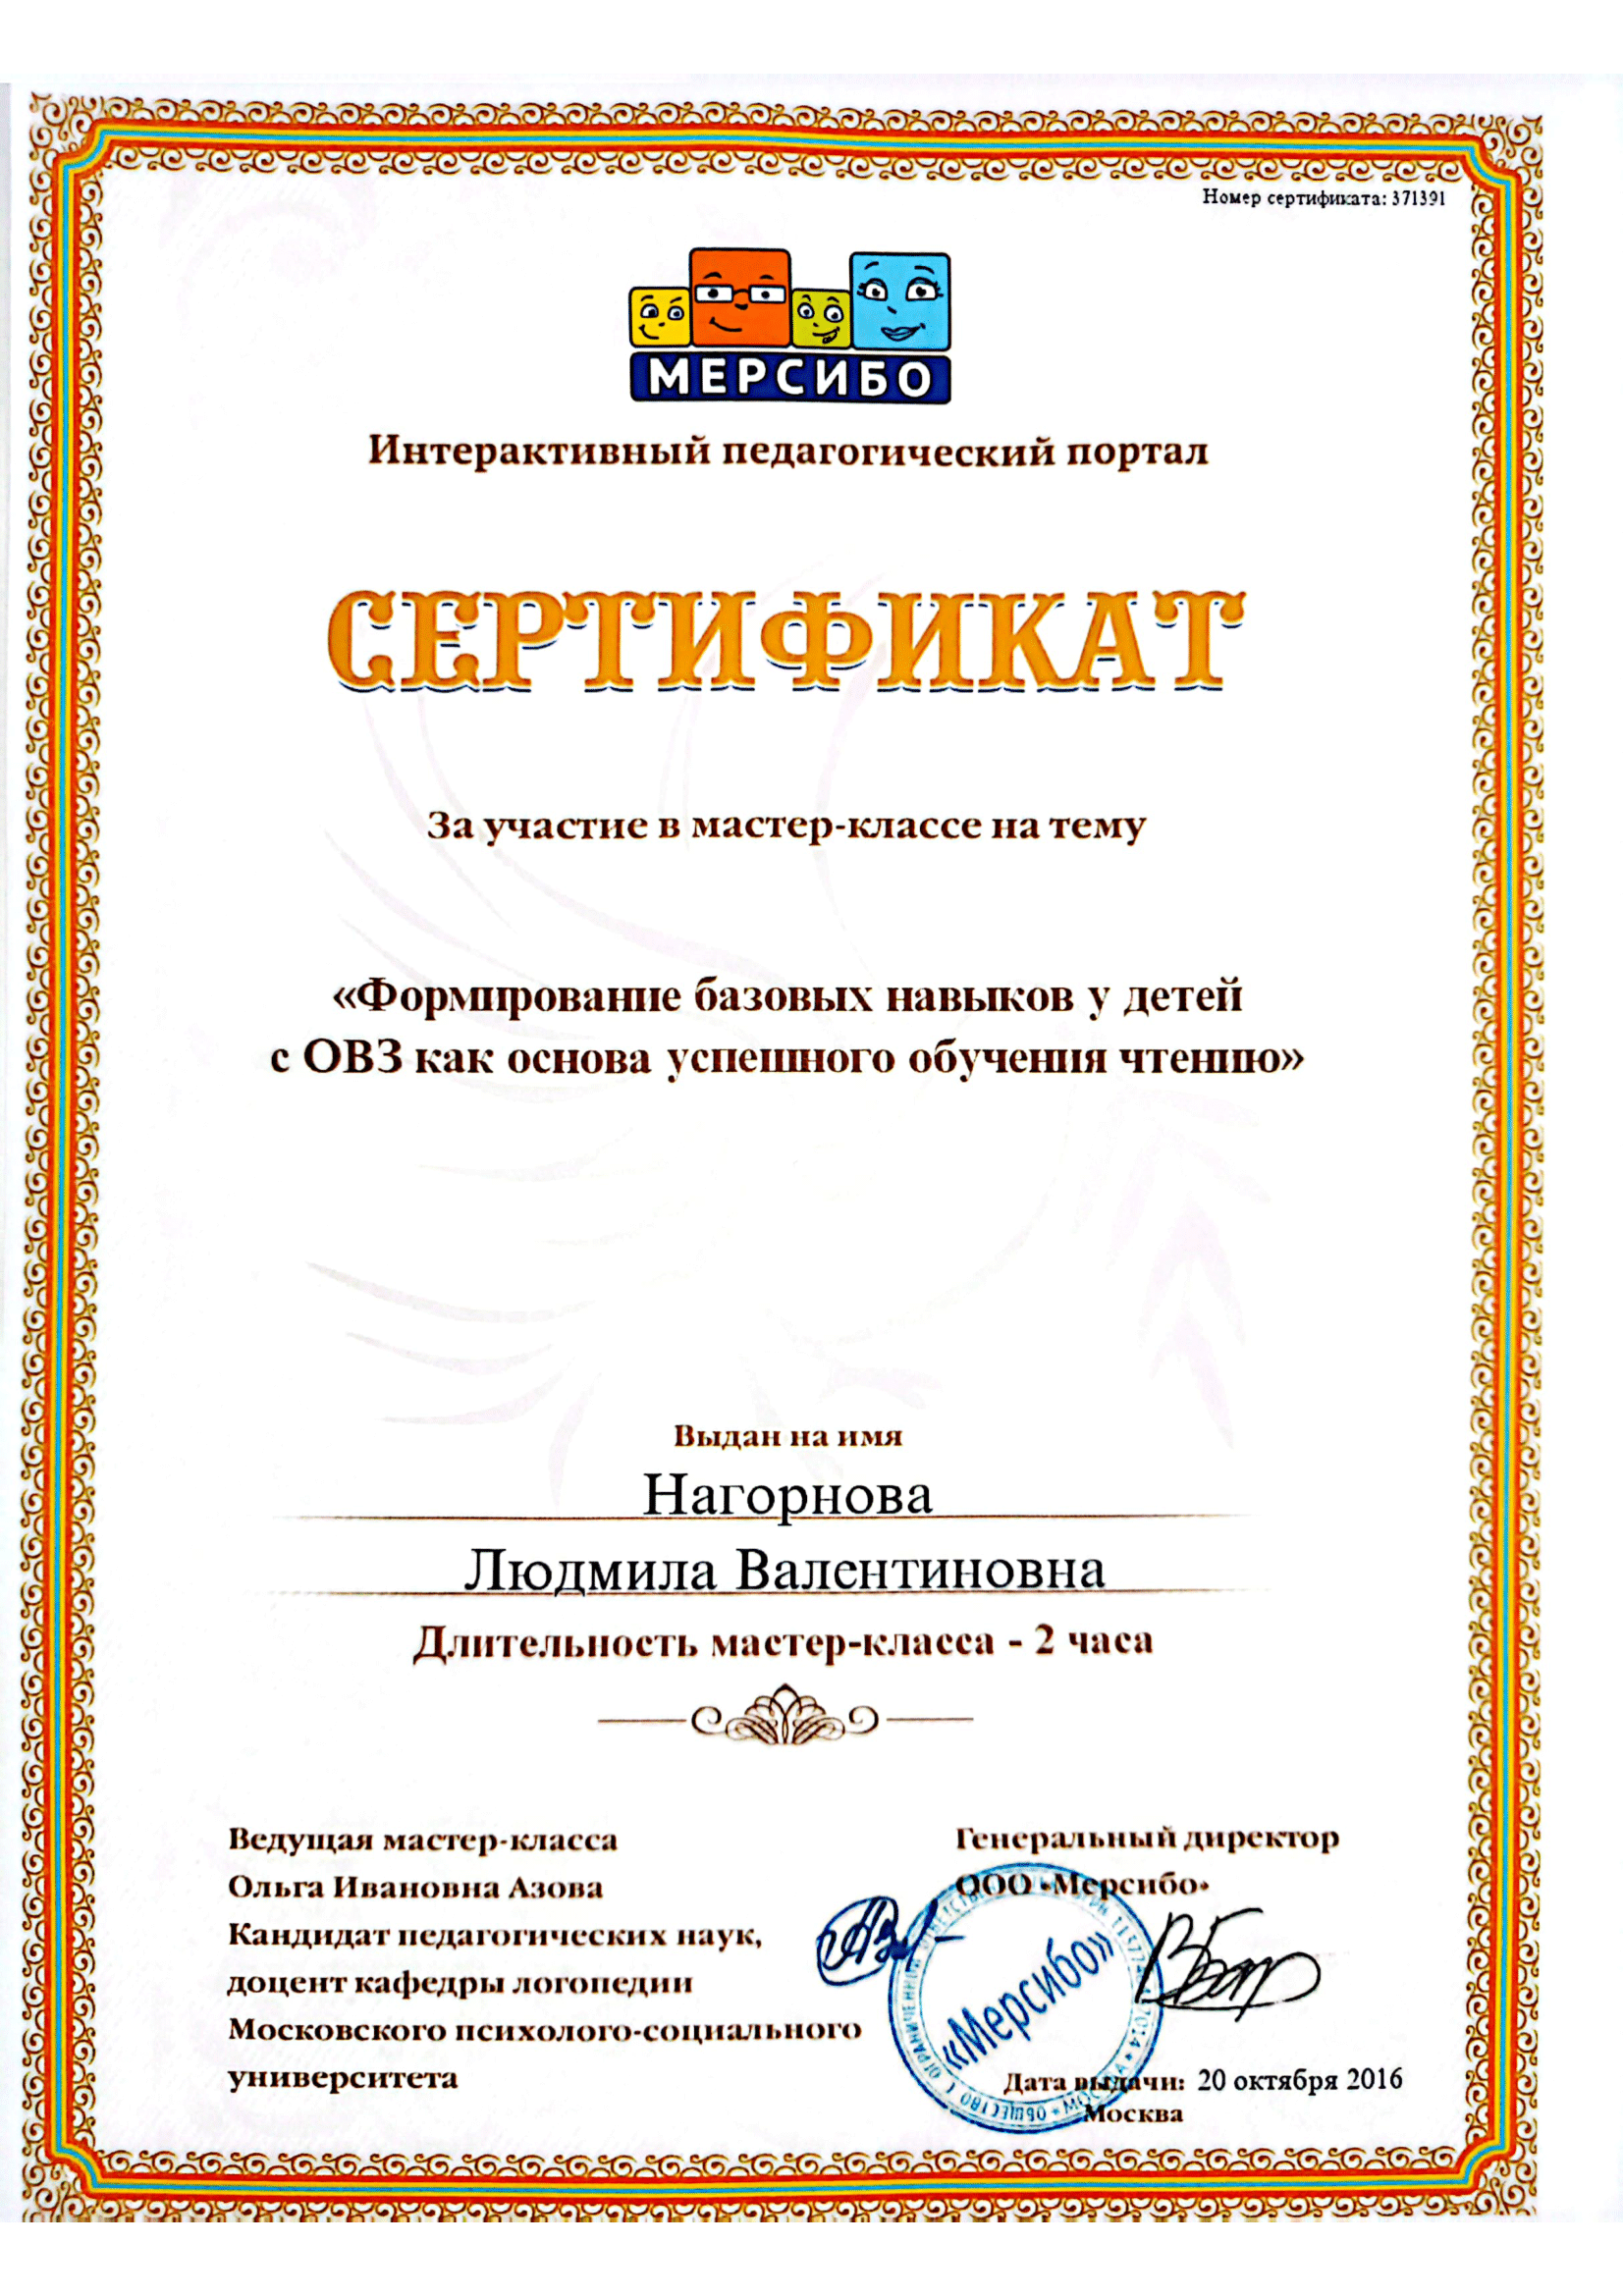 Номер сертификата: 371391
МЕРСИБО
Интерактивный педагогический портал
СЕРТИФИКАТ
За участие в мастер-классе на тему
«Формирование базовых навыков у детей
с ОВЗ как основа успешного обучения чтению»
Выдан на имя
Нагорнова
Людмила Валентиновна
Длительность мастер-класса - 2 часа
Ведущая мастер-класса
Ольга Ивановна Азова
Кандидат педагогических наук,
доцент кафедры логопедии
Московского психолого-социального
университета
Генеральный директор
ООО «Мерсибо»
«Мерсибо»
Дата выдачи: 20 октября 2016
Москва